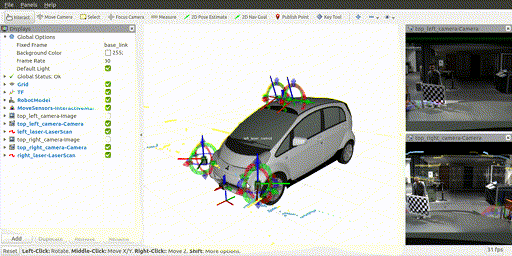 File Panels Help
Interact Move Camera Select Focus Camera Measure 2D Pose Estimate 2D Nav Goal Publish Point Key Tool
Displays
Global Options
Fixed Frame base_link
Background Color 255;
Frame Rate 30
Default Light
Global Status: Ok
Grid
TF
RobotModel
top_left_camera-Image
top_left_camera-Camera
left_laser-LaserScan
top_right_camera-Image
top_right_camera-Camera
right_laser-LaserScan
Add Duplicate Remove Rename
top_left_camera-Camera
top_right_camera-Camera
Reset Left-Click: Rotate. Middle-Click: Move X/Y. Right-Click: Move Z. Shift: More options.
31 fps